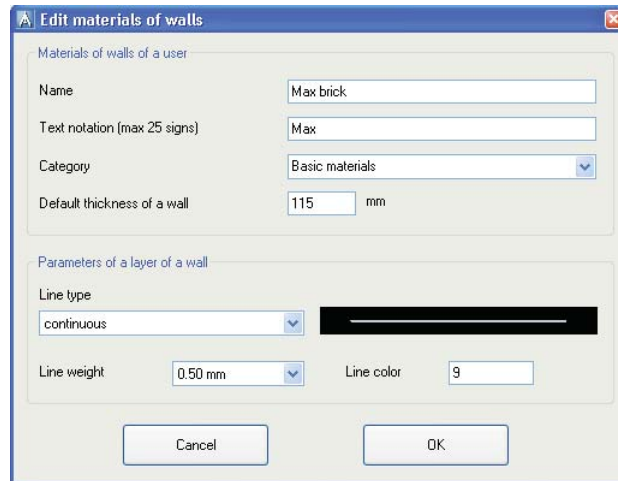 Edit materials of walls
Materials of walls of a user
Name Max brick
Text notation (max 25 signs) Max
Category Basic materials
Default thickness of a wall 115 mm
Parameters of a layer of a wall
Line type
continuous
Line weight 0.50 mm Line color 9
Cancel OK